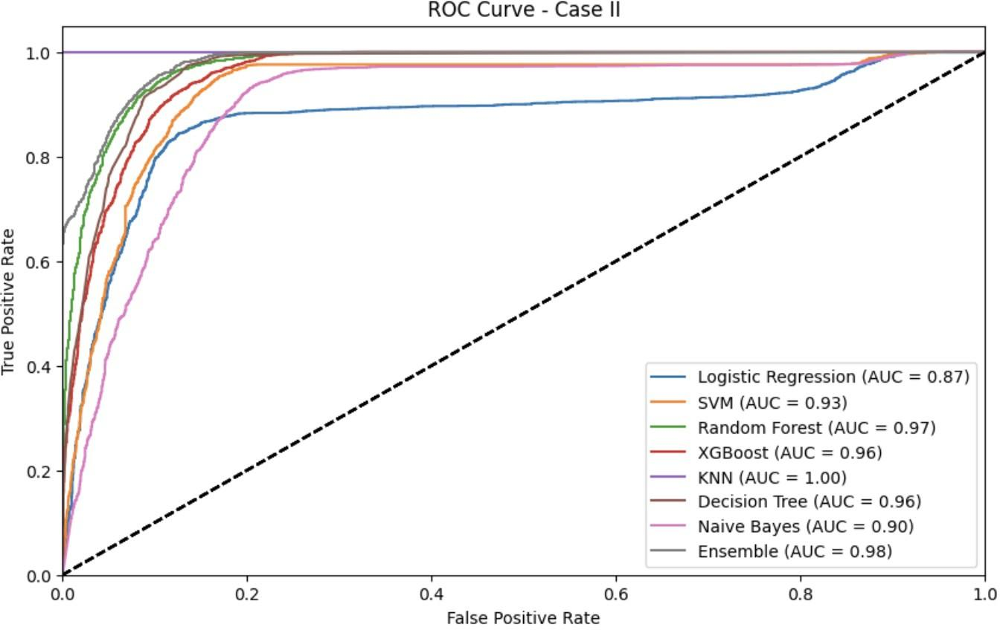 ROC Curve - Case II
True Positive Rate
1.0
0.8
0.6
0.4
0.2
0.0
Logistic Regression (AUC = 0.87)
SVM (AUC = 0.93)
Random Forest (AUC = 0.97)
XGBoost (AUC = 0.96)
KNN (AUC = 1.00)
Decision Tree (AUC = 0.96)
Naive Bayes (AUC = 0.90)
Ensemble (AUC = 0.98)
0.0 0.2 0.4 0.6 0.8 1.0
False Positive Rate